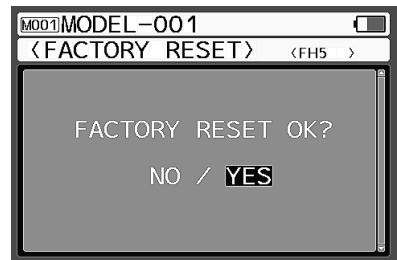 M001 MODEL-001
〈FACTORY RESET〉 〈FH5 〉
FACTORY RESET OK?
NO / YES